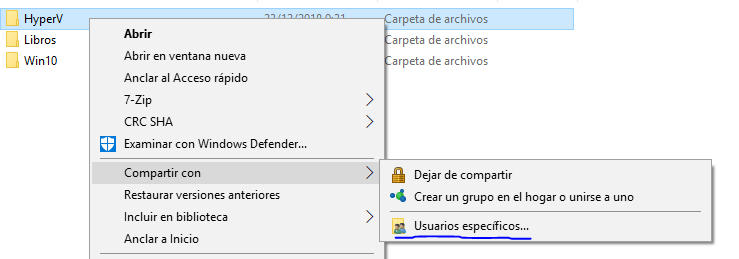 HyperV 22/12/2018 0:21 Carpeta de archivos
Libros Carpeta de archivos
Win10 Carpeta de archivos
Abrir
Abrir en ventana nueva
Anclar al Acceso rápido
7-Zip
CRC SHA
Examinar con Windows Defender...
Compartir con
Restaurar versiones anteriores
Incluir en biblioteca
Anclar a Inicio
Dejar de compartir
Crear un grupo en el hogar o unirse a uno
Usuarios específicos...